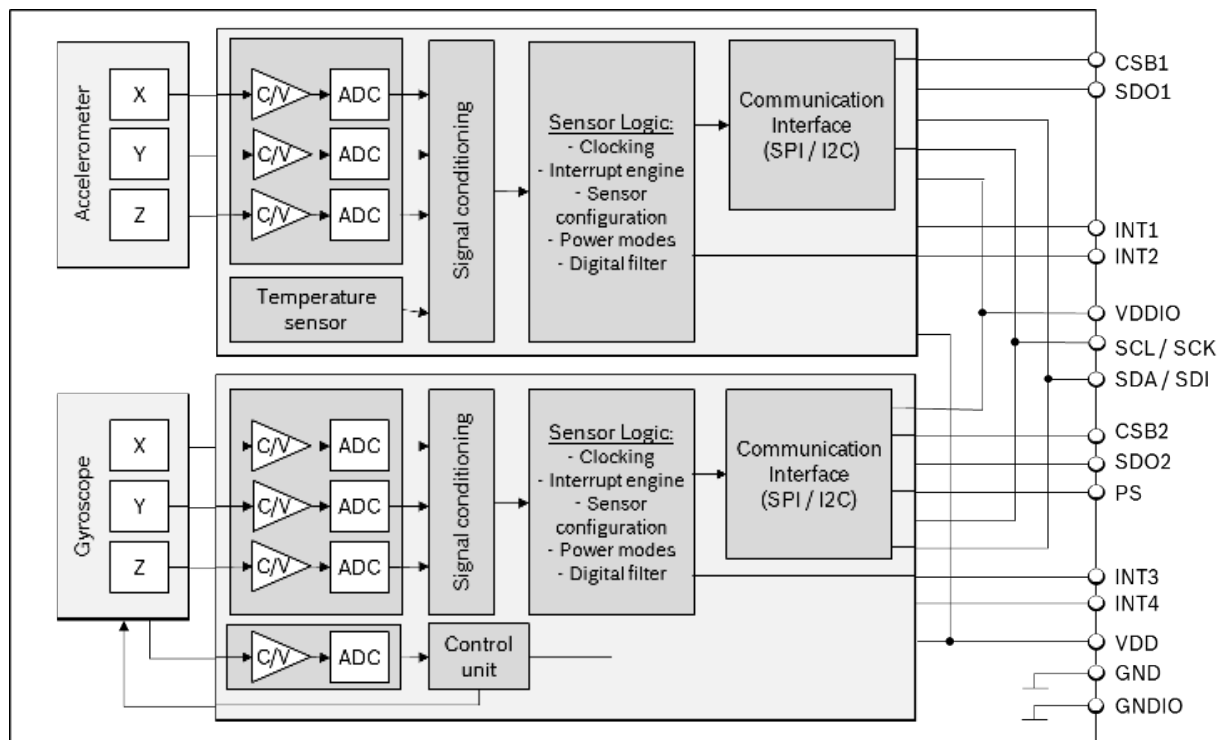 Accelerometer
X
Y
Z
C/V
ADC
C/V
ADC
C/V
ADC
Temperature
sensor
Signal conditioning
Sensor Logic:
- Clocking
- Interrupt engine
- Sensor
configuration
- Power modes
- Digital filter
Communication
Interface
(SPI / I2C)
Gyroscope
X
Y
Z
C/V
ADC
C/V
ADC
C/V
ADC
C/V
ADC
Signal conditioning
Control
unit
Sensor Logic:
- Clocking
- Interrupt engine
- Sensor
configuration
- Power modes
- Digital filter
Communication
Interface
(SPI / I2C)
CSB1
SDO1
INT1
INT2
VDDIO
SCL / SCK
SDA / SDI
CSB2
SDO2
PS
INT3
INT4
VDD
GND
GNDIO